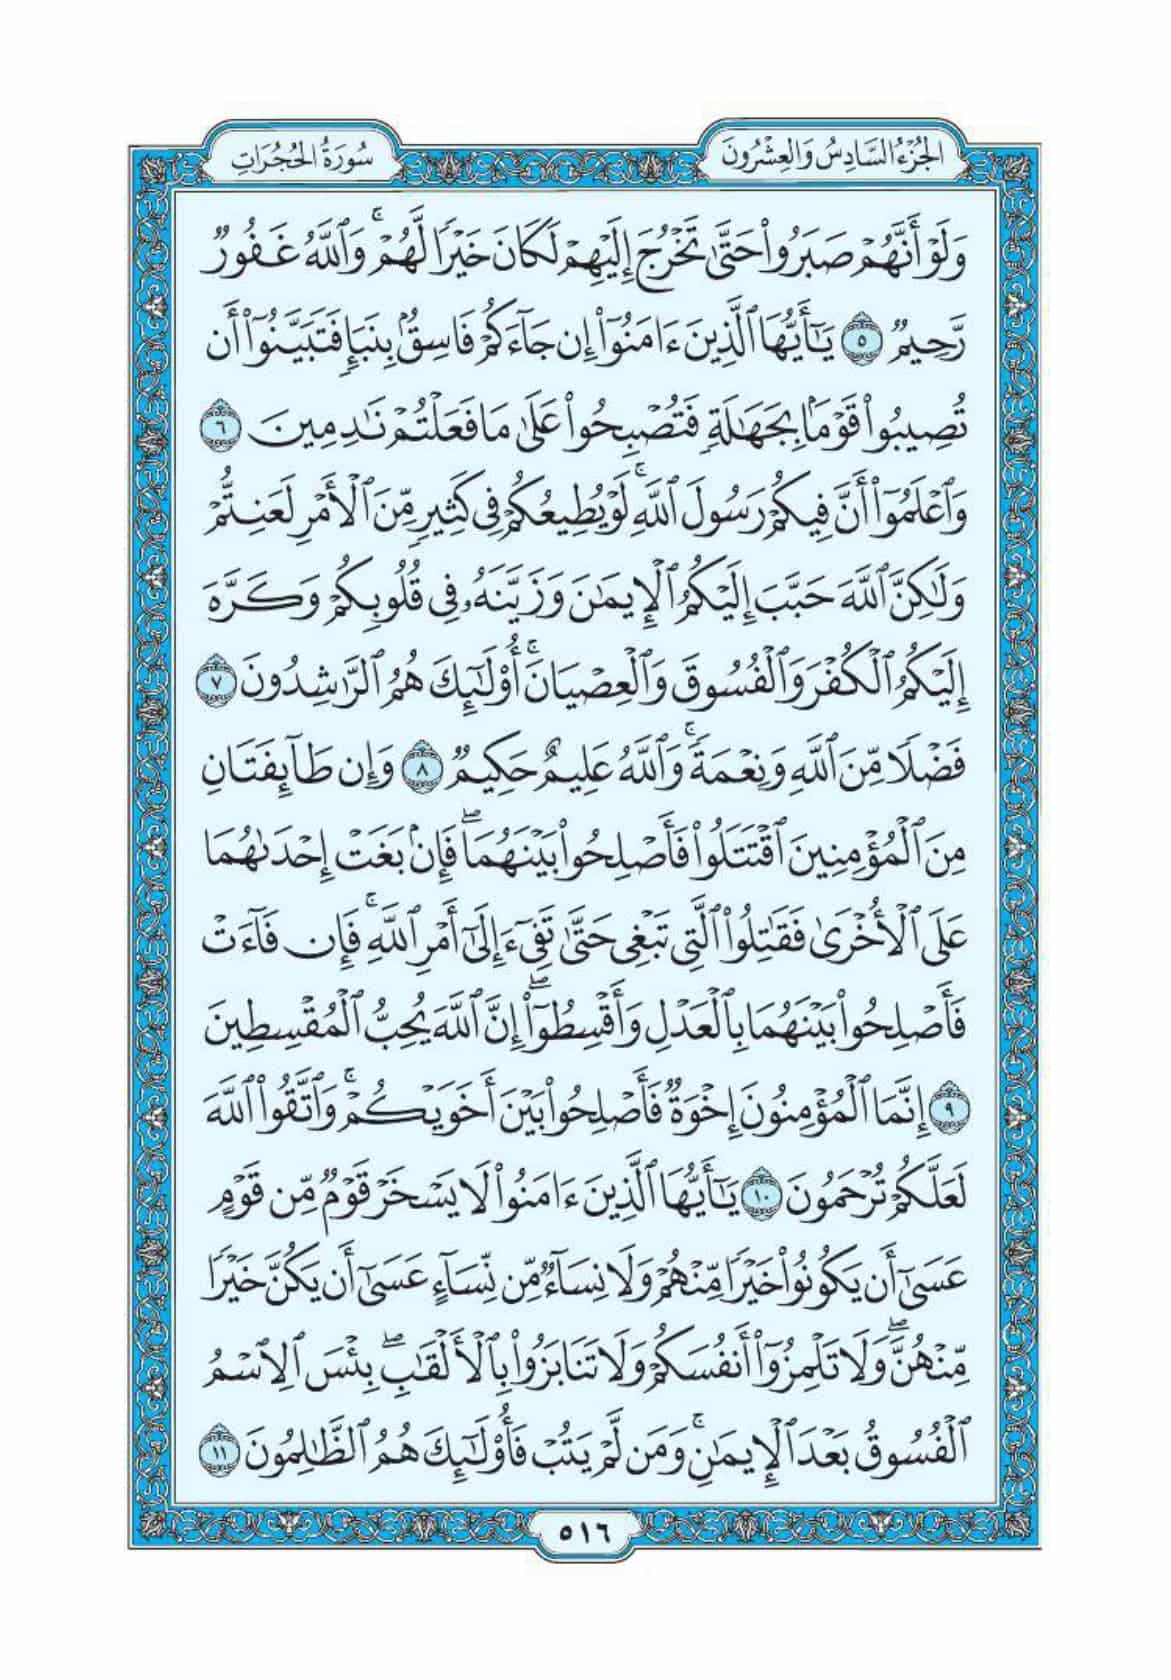 الجُزْءُ السَّادِسُ وَالعِشْرُونَ
سُورَةُ الحُجُرَاتِ
وَلَوْ أَنَّهُمْ صَبَرُوا۟ حَتَّىٰ تَخْرُجَ إِلَيْهِمْ لَكَانَ خَيْرًا لَّهُمْ ۚ وَٱللَّهُ غَفُورٌ
رَّحِيمٌ ٥ يَـٰٓأَيُّهَا ٱلَّذِينَ ءَامَنُوٓا۟ إِن جَآءَكُمْ فَاسِقٌۢ بِنَبَإٍ فَتَبَيَّنُوٓا۟ أَن
تُصِيبُوا۟ قَوْمًۢا بِجَهَـٰلَةٍ فَتُصْبِحُوا۟ عَلَىٰ مَا فَعَلْتُمْ نَـٰدِمِينَ ٦
وَٱعْلَمُوٓا۟ أَنَّ فِيكُمْ رَسُولَ ٱللَّهِ ۚ لَوْ يُطِيعُكُمْ فِى كَثِيرٍ مِّنَ ٱلْأَمْرِ لَعَنِتُّمْ
وَلَـٰكِنَّ ٱللَّهَ حَبَّبَ إِلَيْكُمُ ٱلْإِيمَـٰنَ وَزَيَّنَهُۥ فِى قُلُوبِكُمْ وَكَرَّهَ
إِلَيْكُمُ ٱلْكُفْرَ وَٱلْفُسُوقَ وَٱلْعِصْيَانَ ۚ أُو۟لَـٰٓئِكَ هُمُ ٱلرَّٰشِدُونَ ٧
فَضْلًا مِّنَ ٱللَّهِ وَنِعْمَةً ۚ وَٱللَّهُ عَلِيمٌ حَكِيمٌ ٨ وَإِن طَآئِفَتَانِ
مِنَ ٱلْمُؤْمِنِينَ ٱقْتَتَلُوا۟ فَأَصْلِحُوا۟ بَيْنَهُمَا ۖ فَإِنۢ بَغَتْ إِحْدَىٰهُمَا
عَلَى ٱلْأُخْرَىٰ فَقَـٰتِلُوا۟ ٱلَّتِى تَبْغِى حَتَّىٰ تَفِىٓءَ إِلَىٰٓ أَمْرِ ٱللَّهِ ۚ فَإِن فَآءَتْ
فَأَصْلِحُوا۟ بَيْنَهُمَا بِٱلْعَدْلِ وَأَقْسِطُوٓا۟ ۖ إِنَّ ٱللَّهَ يُحِبُّ ٱلْمُقْسِطِينَ
٩ إِنَّمَا ٱلْمُؤْمِنُونَ إِخْوَةٌ فَأَصْلِحُوا۟ بَيْنَ أَخَوَيْكُمْ ۚ وَٱتَّقُوا۟ ٱللَّهَ
لَعَلَّكُمْ تُرْحَمُونَ ١٠ يَـٰٓأَيُّهَا ٱلَّذِينَ ءَامَنُوا۟ لَا يَسْخَرْ قَوْمٌ مِّن قَوْمٍ
عَسَىٰٓ أَن يَكُونُوا۟ خَيْرًا مِّنْهُمْ وَلَا نِسَآءٌ مِّن نِّسَآءٍ عَسَىٰٓ أَن يَكُنَّ خَيْرًا
مِّنْهُنَّ ۖ وَلَا تَلْمِزُوٓا۟ أَنفُسَكُمْ وَلَا تَنَابَزُوا۟ بِٱلْأَلْقَـٰبِ ۖ بِئْسَ ٱلِٱسْمُ
ٱلْفُسُوقُ بَعْدَ ٱلْإِيمَـٰنِ ۚ وَمَن لَّمْ يَتُبْ فَأُو۟لَـٰٓئِكَ هُمُ ٱلظَّـٰلِمُونَ ١١
٥١٦